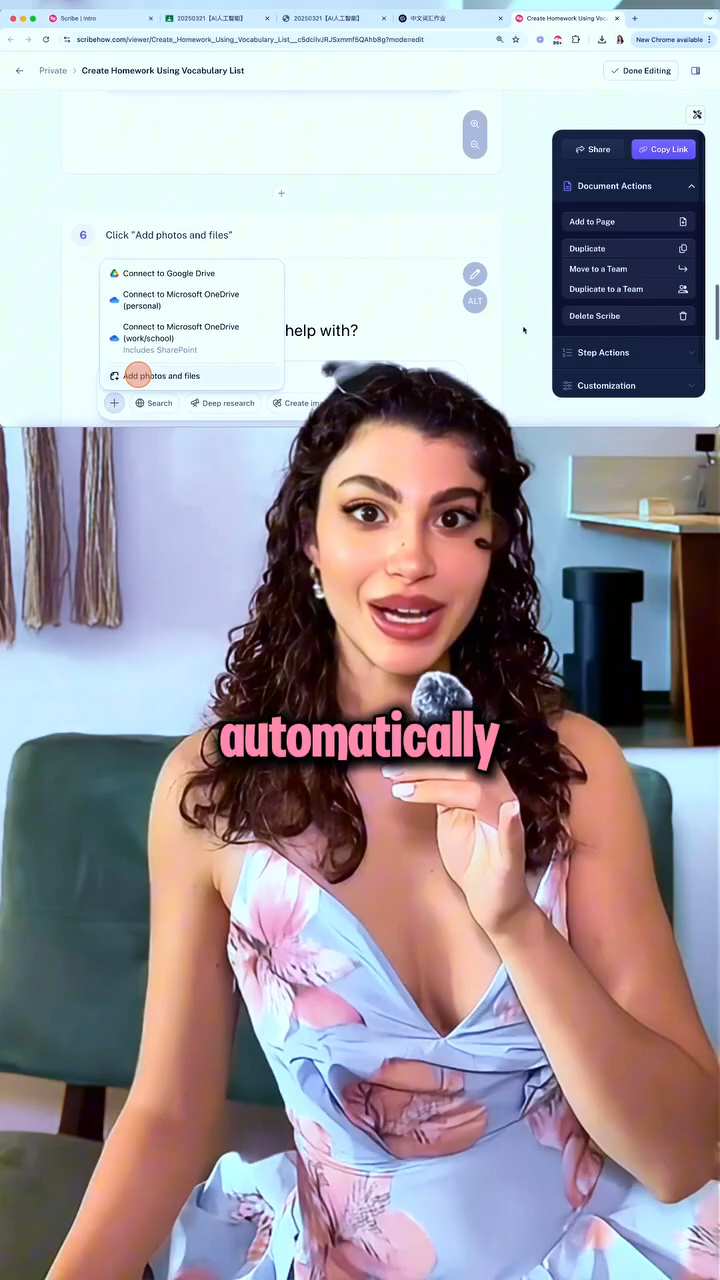 Scribe | Intro
20250321【AI人工智能】
20250321【AI人工智能】
中文词汇作业
Create Homework Using Voc
scribehow.com/viewer/Create_Homework_Using_Vocabulary_List__c5dcilvJRJSxmmf5QAhb8g?mode=edit
New Chrome available
Private > Create Homework Using Vocabulary List
Done Editing
Share
Copy Link
Document Actions
Add to Page
Duplicate
Move to a Team
Duplicate to a Team
Delete Scribe
Step Actions
Customization
6 Click "Add photos and files"
Connect to Google Drive
Connect to Microsoft OneDrive
(personal)
Connect to Microsoft OneDrive
(work/school)
Includes SharePoint
Add photos and files
ALT
help with?
Search
Deep research
Create im
automatically